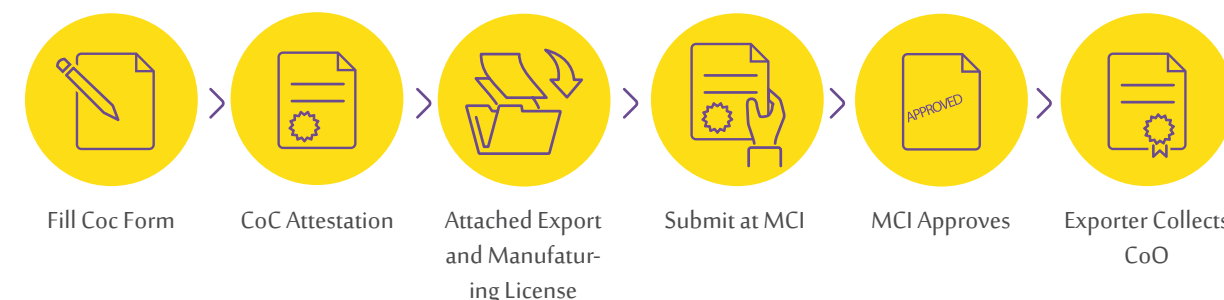 APPROVED
Fill Coc Form
CoC Attestation
Attached Export
and Manufatur-
ing License
Submit at MCI
MCI Approves
Exporter Collects
CoO